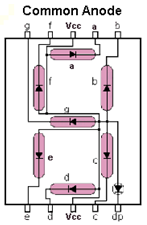 Common Anode
g f Vcc a b
a
f b
g
e c
d
e d Vcc c dp